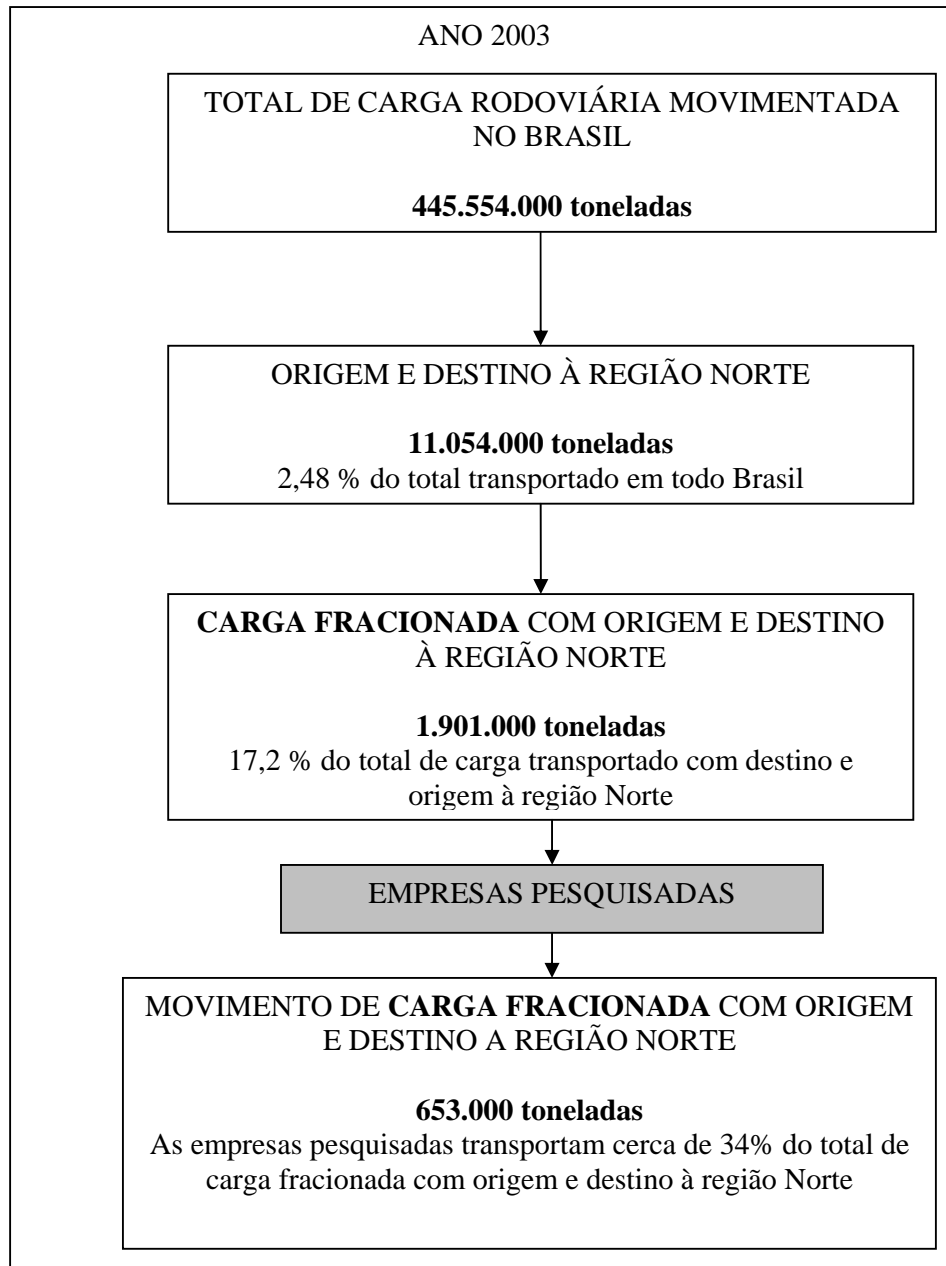 ANO 2003
TOTAL DE CARGA RODOVIÁRIA MOVIMENTADA
NO BRASIL
445.554.000 toneladas
ORIGEM E DESTINO À REGIÃO NORTE
11.054.000 toneladas
2,48 % do total transportado em todo Brasil
CARGA FRACIONADA COM ORIGEM E DESTINO
À REGIÃO NORTE
1.901.000 toneladas
17,2 % do total de carga transportado com destino e
origem à região Norte
EMPRESAS PESQUISADAS
MOVIMENTO DE CARGA FRACIONADA COM ORIGEM
E DESTINO A REGIÃO NORTE
653.000 toneladas
As empresas pesquisadas transportam cerca de 34% do total de
carga fracionada com origem e destino à região Norte